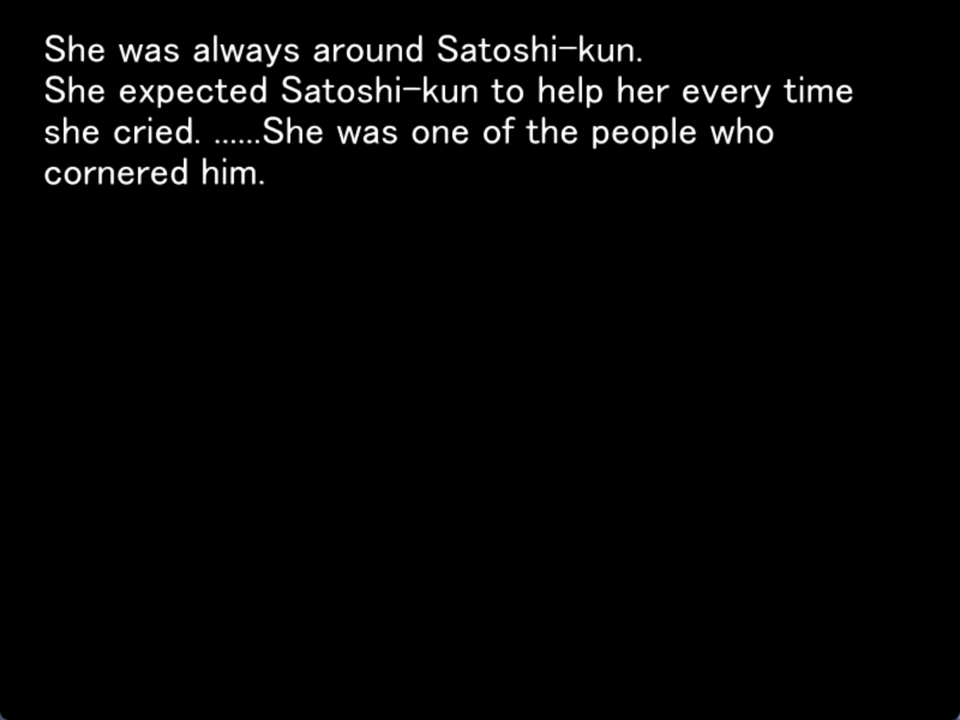 She was always around Satoshi-kun.
She expected Satoshi-kun to help her every time
she cried. ......She was one of the people who
cornered him.